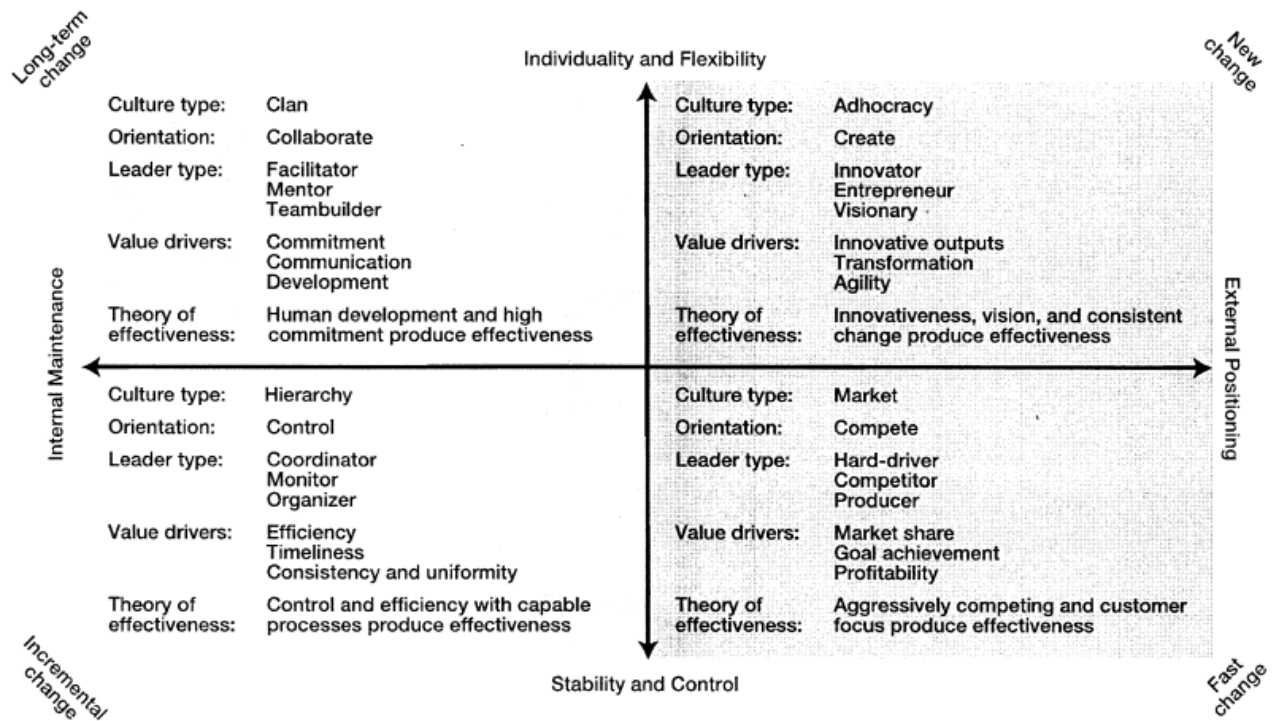 Long-term
change
Individuality and Flexibility
New
change
Culture type: Clan
Orientation: Collaborate
Leader type: Facilitator
Mentor
Teambuilder
Value drivers: Commitment
Communication
Development
Theory of Human development and high
effectiveness: commitment produce effectiveness
Culture type: Adhocracy
Orientation: Create
Leader type: Innovator
Entrepreneur
Visionary
Value drivers: Innovative outputs
Transformation
Agility
Theory of Innovativeness, vision, and consistent
effectiveness: change produce effectiveness
Internal Maintenance
External Positioning
Culture type: Hierarchy
Orientation: Control
Leader type: Coordinator
Monitor
Organizer
Value drivers: Efficiency
Timeliness
Consistency and uniformity
Theory of Control and efficiency with capable
effectiveness: processes produce effectiveness
Culture type: Market
Orientation: Compete
Leader type: Hard-driver
Competitor
Producer
Value drivers: Market share
Goal achievement
Profitability
Theory of Aggressively competing and customer
effectiveness: focus produce effectiveness
Incremental
change
Stability and Control
Fast
change